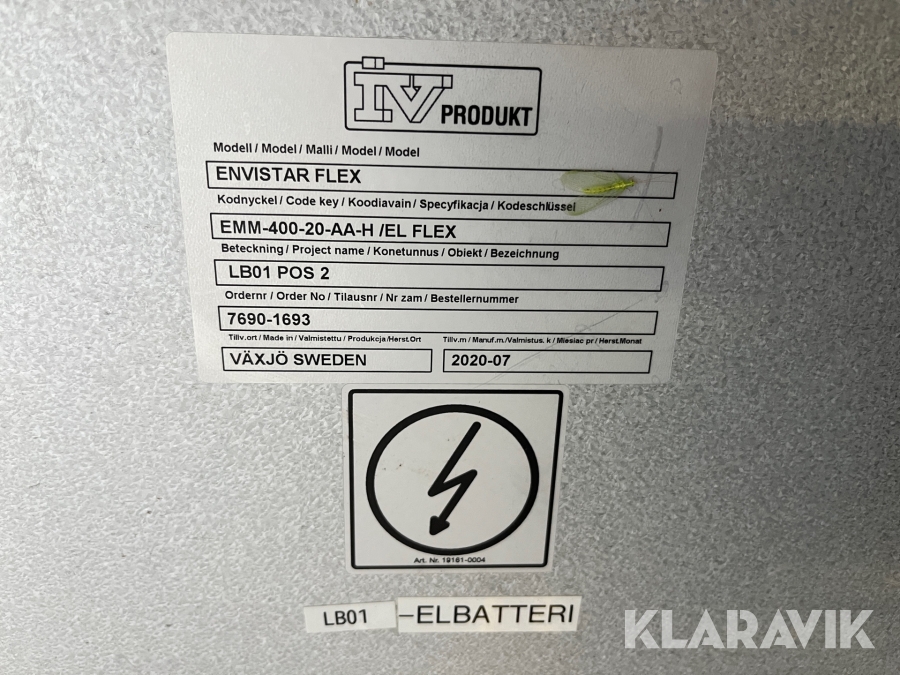 IV PRODUKT
Modell / Model / Malli / Model / Model
ENVISTAR FLEX
Kodnyckel / Code key / Koodiavain / Specyfikacja / Kodeschlüssel
EMM-400-20-AA-H /EL FLEX
Beteckning / Project name / Konetunnus / Obiekt / Bezeichnung
LB01 POS 2
Ordernr / Order No / Tilausnr / Nr zam / Bestellernummer
7690-1693
Tillv.ort / Made in / Valmistettu / Produkcja/Herst.Ort
Tillv.m / Manuf.m./Valmistus. k / Miesiac pr / Herst.Monat
VÄXJÖ SWEDEN
2020-07
Art. Nr. 19161-0004
LB01
-ELBATTERI
KLARAVIK